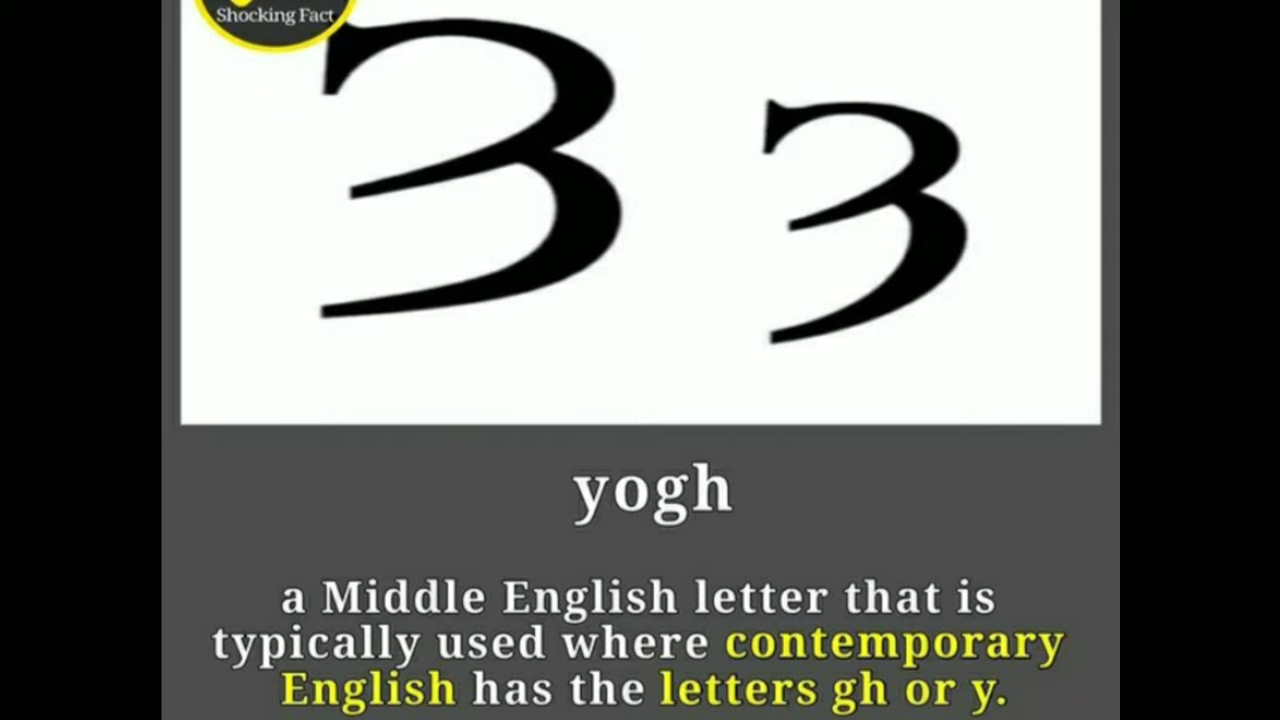 Shocking Fact
Ȝ ȝ
yogh
a Middle English letter that is
typically used where contemporary
English has the letters gh or y.